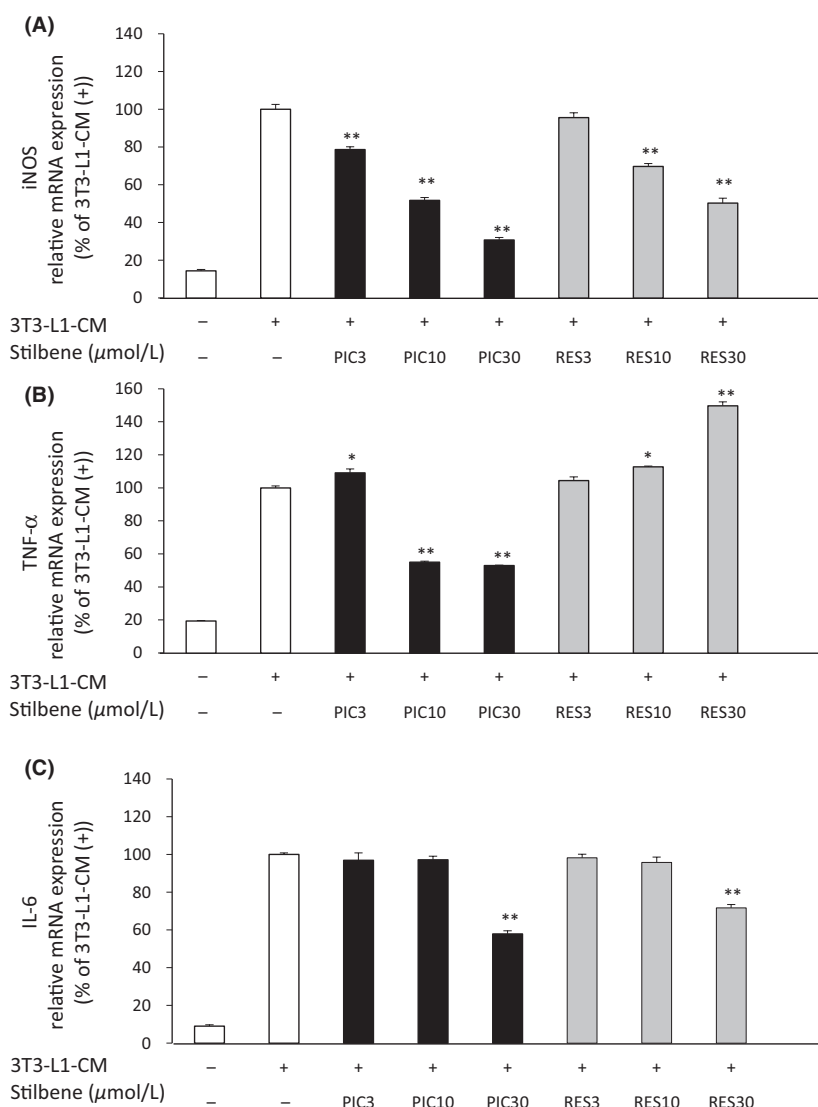 (A)
iNOS
relative mRNA expression
(% of 3T3-L1-CM (+))
140
120
100
80
60
40
20
0
** ** ** ** **
3T3-L1-CM – + + + + + + +
Stilbene (µmol/L) – – PIC3 PIC10 PIC30 RES3 RES10 RES30
(B)
TNF-α
relative mRNA expression
(% of 3T3-L1-CM (+))
160
140
120
100
80
60
40
20
0
* ** ** * **
3T3-L1-CM – + + + + + + +
Stilbene (µmol/L) – – PIC3 PIC10 PIC30 RES3 RES10 RES30
(C)
IL-6
relative mRNA expression
(% of 3T3-L1-CM (+))
140
120
100
80
60
40
20
0
** **
3T3-L1-CM – + + + + + + +
Stilbene (µmol/L) – – PIC3 PIC10 PIC30 RES3 RES10 RES30